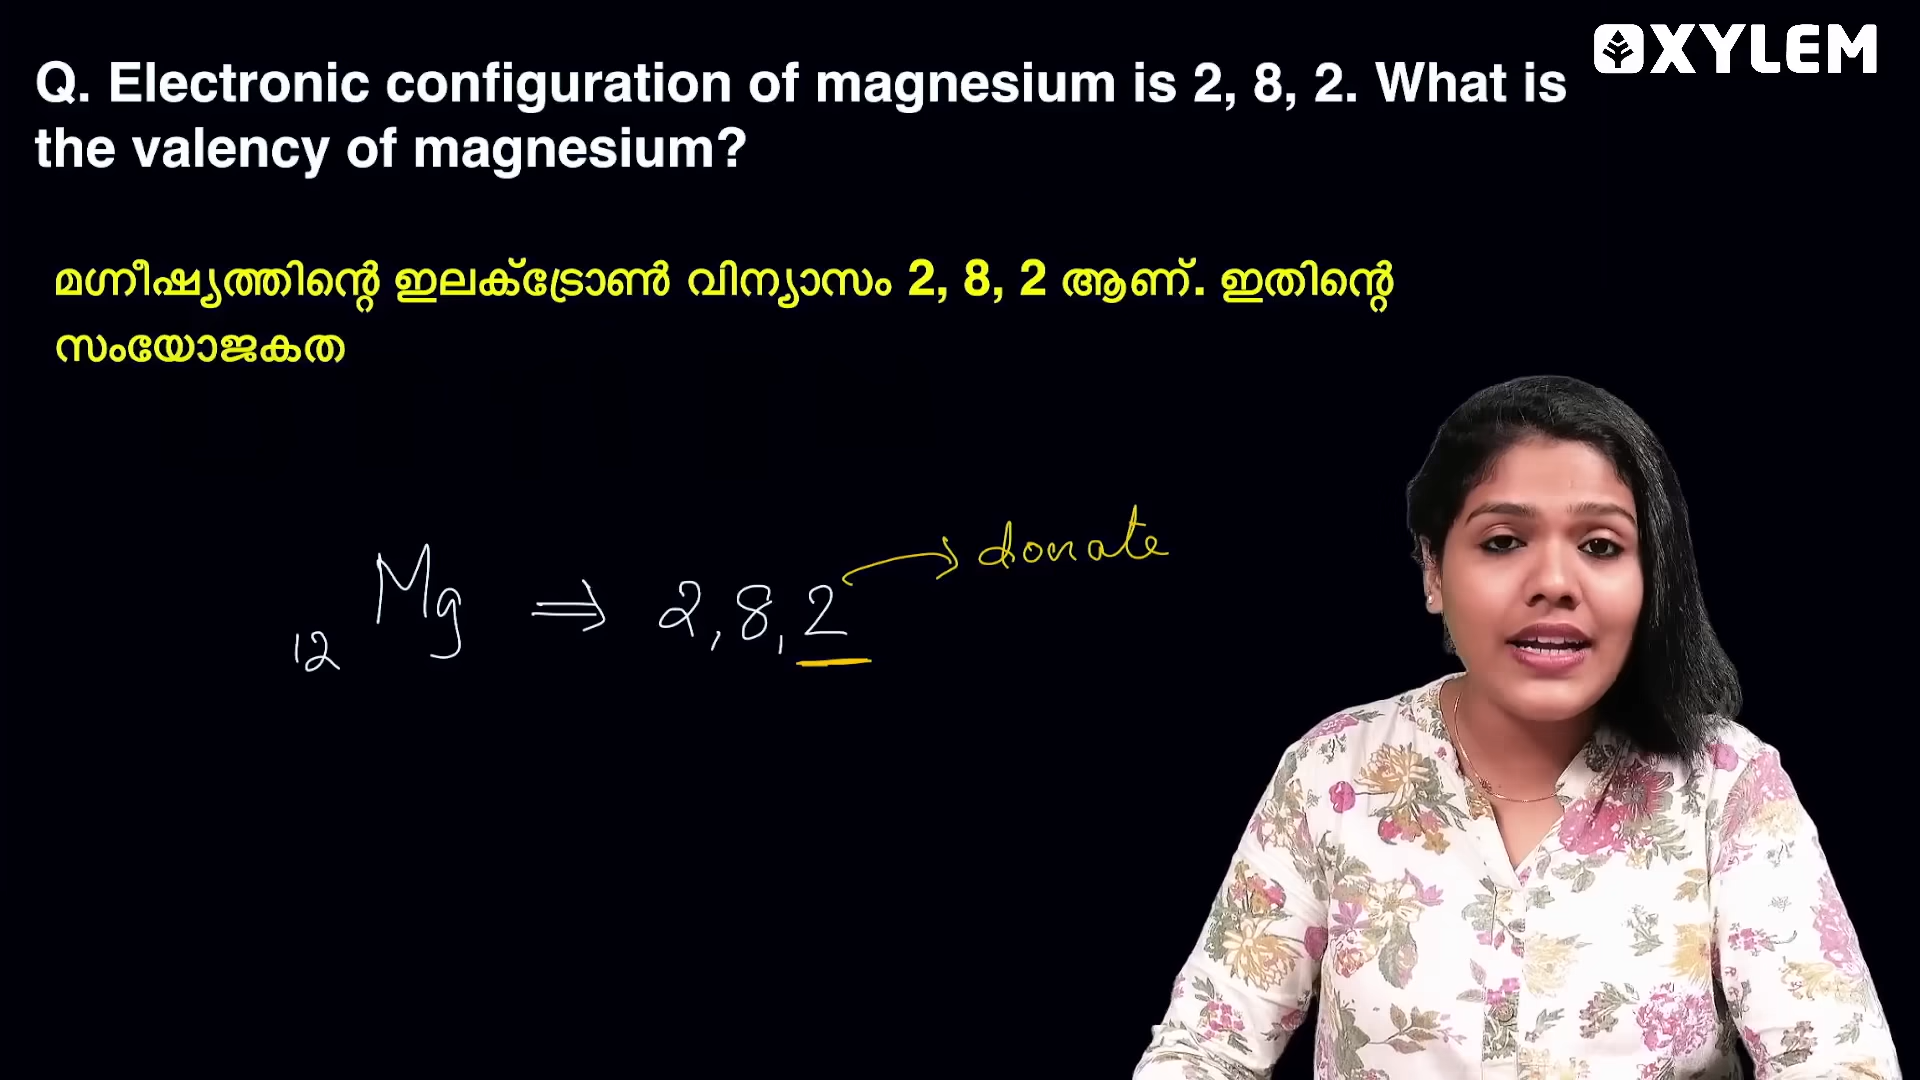 XYLEM
Q. Electronic configuration of magnesium is 2, 8, 2. What is
the valency of magnesium?
മഗ്നീഷ്യത്തിന്റെ ഇലക്ട്രോൺ വിന്യാസം 2, 8, 2 ആണ്. ഇതിന്റെ
സംയോജകത
12 Mg ⇒ 2,8,2 → donate